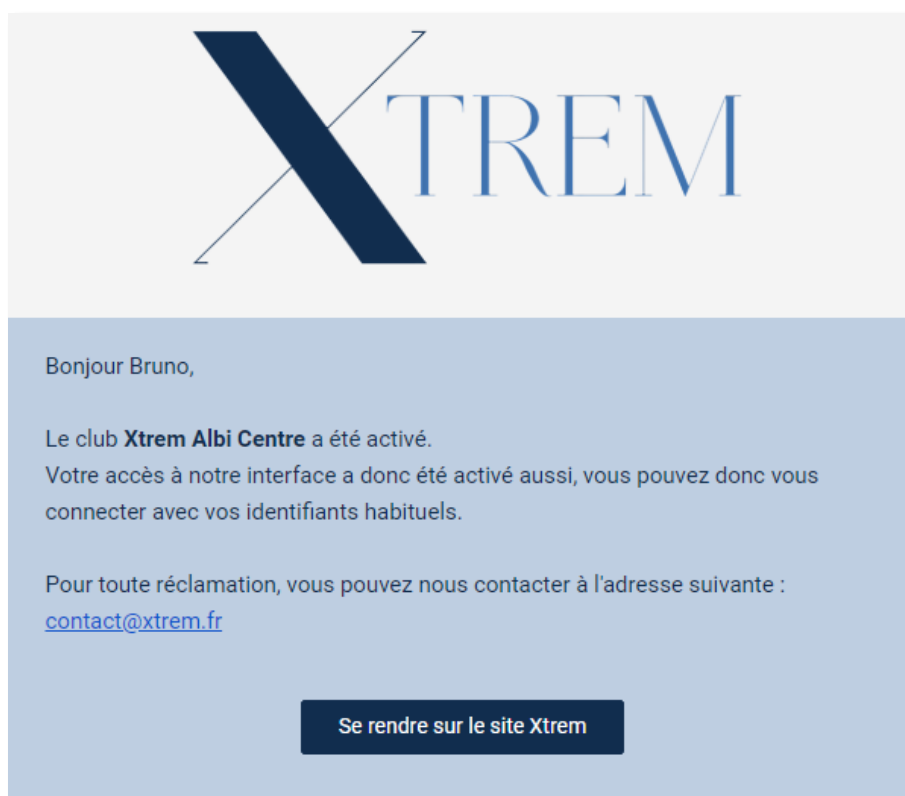 XTREM
Bonjour Bruno,
Le club Xtrem Albi Centre a été activé.
Votre accès à notre interface a donc été activé aussi, vous pouvez donc vous
connecter avec vos identifiants habituels.
Pour toute réclamation, vous pouvez nous contacter à l'adresse suivante :
contact@xtrem.fr
Se rendre sur le site Xtrem